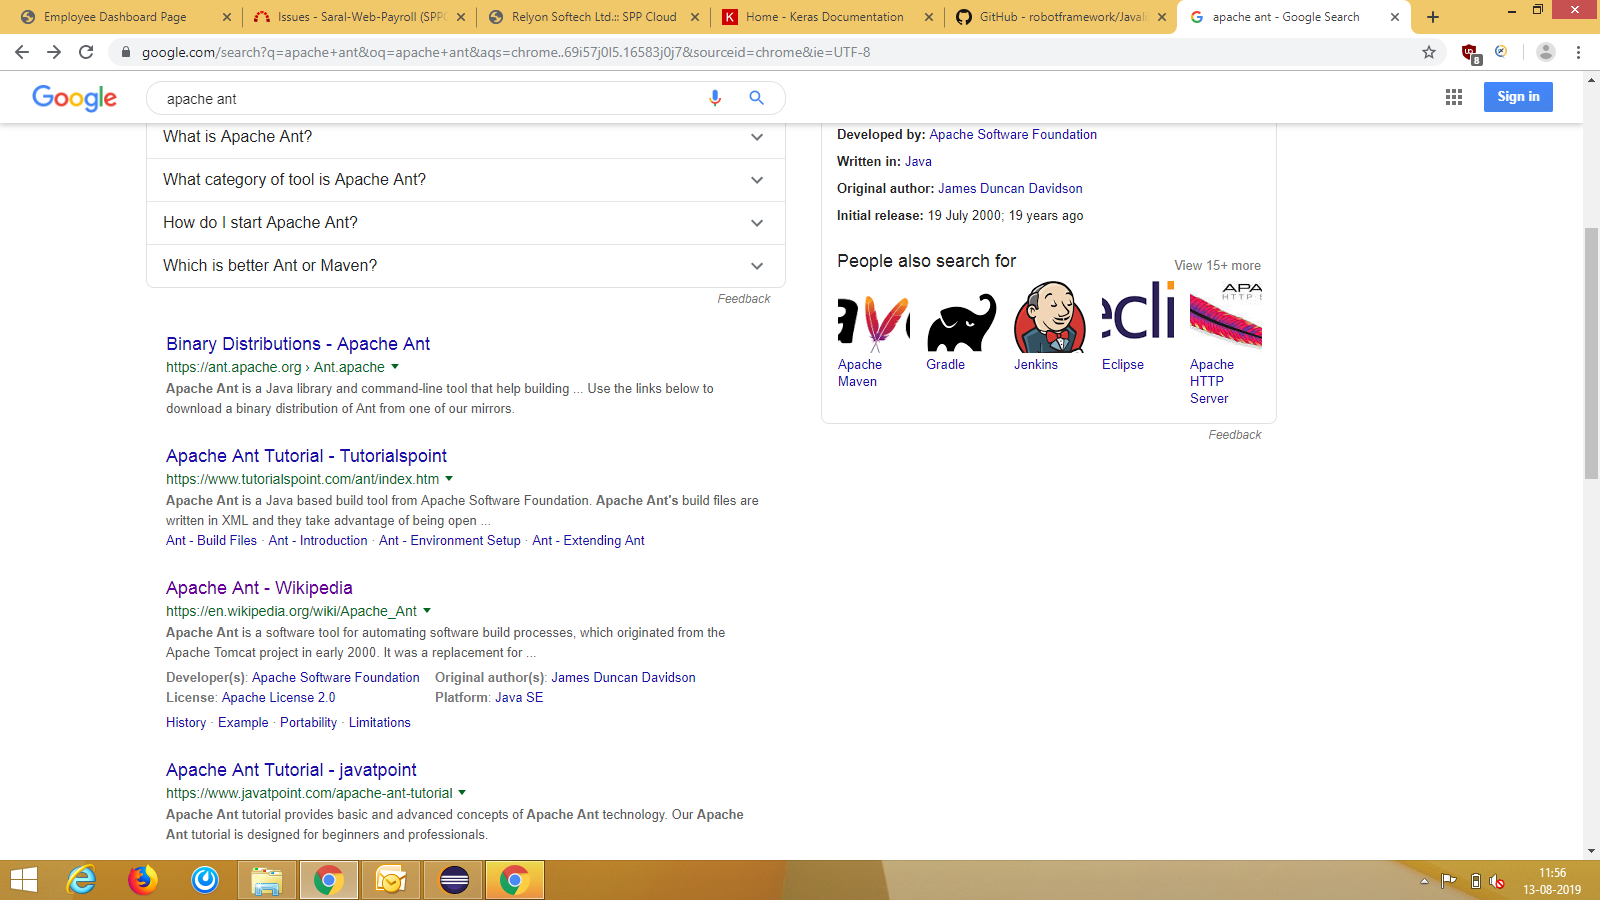 Employee Dashboard Page
Issues - Saral-Web-Payroll (SPP
Relyon Softech Ltd.:: SPP Cloud
Home - Keras Documentation
GitHub - robotframework/Javali
apache ant - Google Search
google.com/search?q=apache+ant&oq=apache+ant&aqs=chrome..69i57j0l5.16583j0j7&sourceid=chrome&ie=UTF-8
8
Google
apache ant
Sign in
What is Apache Ant?
What category of tool is Apache Ant?
How do I start Apache Ant?
Which is better Ant or Maven?
Feedback
Binary Distributions - Apache Ant
https://ant.apache.org › Ant.apache
Apache Ant is a Java library and command-line tool that help building ... Use the links below to
download a binary distribution of Ant from one of our mirrors.
Apache Ant Tutorial - Tutorialspoint
https://www.tutorialspoint.com/ant/index.htm
Apache Ant is a Java based build tool from Apache Software Foundation. Apache Ant's build files are
written in XML and they take advantage of being open ...
Ant - Build Files · Ant - Introduction · Ant - Environment Setup · Ant - Extending Ant
Apache Ant - Wikipedia
https://en.wikipedia.org/wiki/Apache_Ant
Apache Ant is a software tool for automating software build processes, which originated from the
Apache Tomcat project in early 2000. It was a replacement for ...
Developer(s): Apache Software Foundation Original author(s): James Duncan Davidson
License: Apache License 2.0 Platform: Java SE
History · Example · Portability · Limitations
Apache Ant Tutorial - javatpoint
https://www.javatpoint.com/apache-ant-tutorial
Apache Ant tutorial provides basic and advanced concepts of Apache Ant technology. Our Apache
Ant tutorial is designed for beginners and professionals.
Developed by: Apache Software Foundation
Written in: Java
Original author: James Duncan Davidson
Initial release: 19 July 2000; 19 years ago
People also search for
View 15+ more
ecli
APA
HTTP S
Apache
Maven
Gradle
Jenkins
Eclipse
Apache
HTTP
Server
Feedback
11:56
13-08-2019